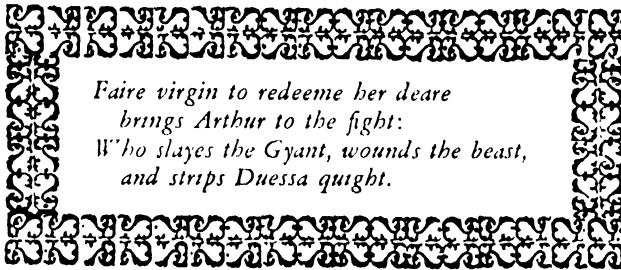 Faire virgin to redeeme her deare
brings Arthur to the fight:
Who slayes the Gyant, wounds the beast,
and strips Duessa quight.